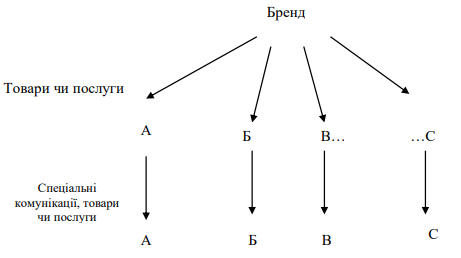 Бренд
Товари чи послуги
А Б В… …С
Спеціальні
комунікації, товари
чи послуги
А Б В С